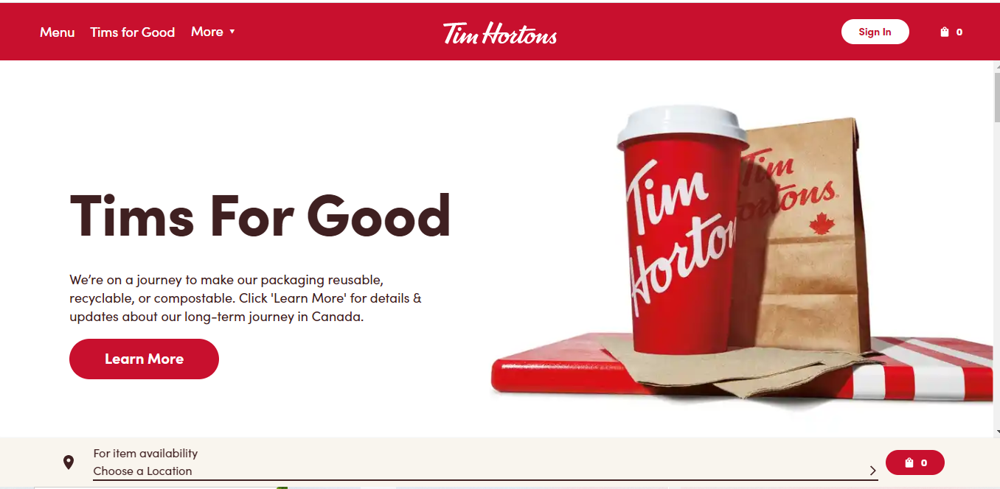 Menu Tims for Good More Tim Hortons Sign In 0
Tims For Good
We’re on a journey to make our packaging reusable,
recyclable, or compostable. Click 'Learn More' for details &
updates about our long-term journey in Canada.
Learn More
Tim
Horton
Tim
ortons
For item availability
Choose a Location
0